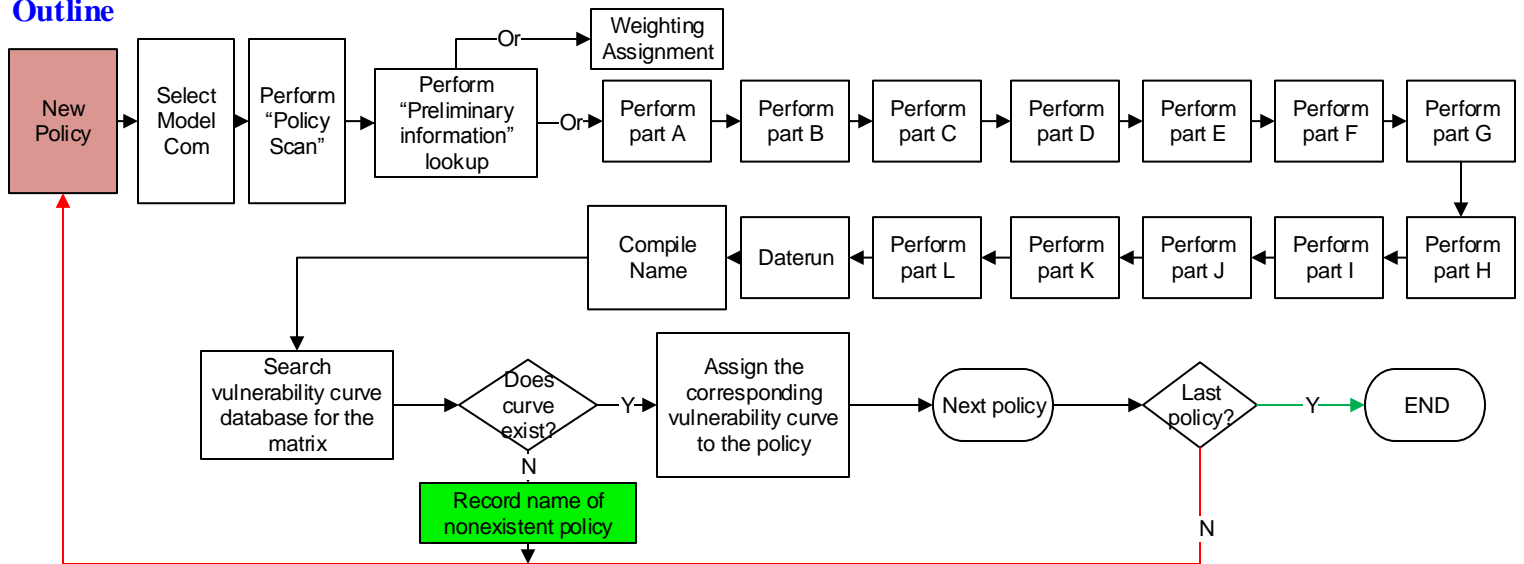 Outline
New
Policy
Select
Model
Com
Perform
“Policy
Scan”
Perform
“Preliminary
information”
lookup
Or
Weighting
Assignment
Or
Perform
part A
Perform
part B
Perform
part C
Perform
part D
Perform
part E
Perform
part F
Perform
part G
Perform
part H
Perform
part I
Perform
part J
Perform
part K
Perform
part L
Daterun
Compile
Name
Search
vulnerability curve
database for the
matrix
Does
curve
exist?
Y
N
Record name of
nonexistent policy
Assign the
corresponding
vulnerability curve
to the policy
Next policy
Last
policy?
Y
END
N